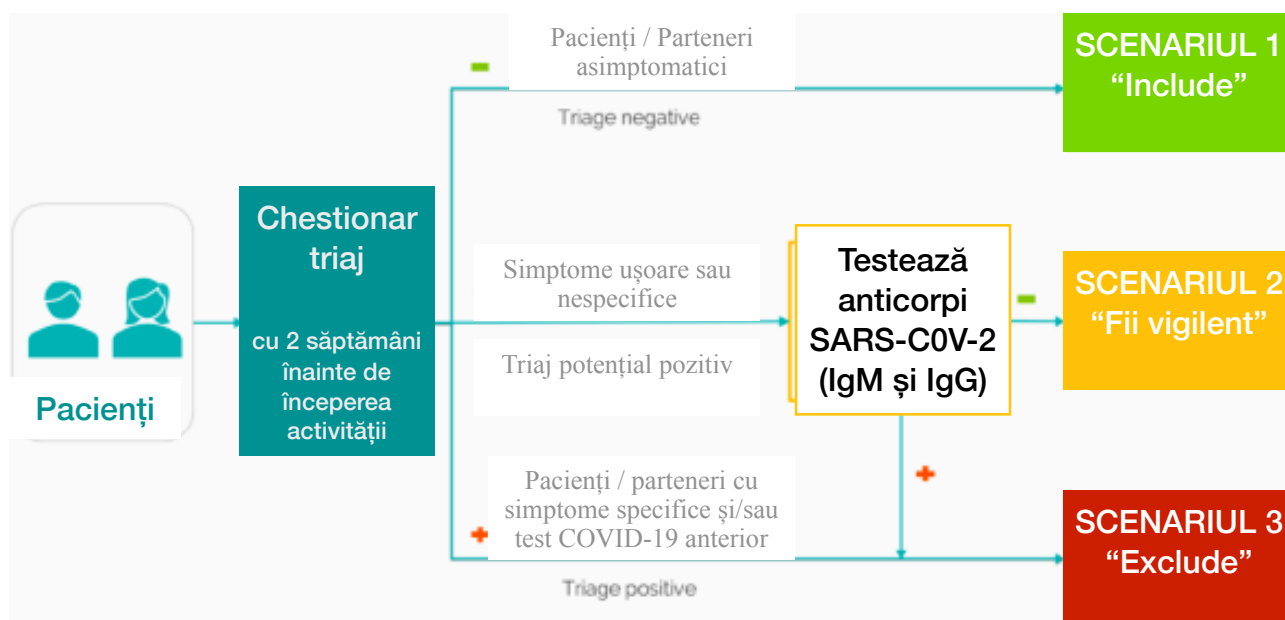 Pacienți
Chestionar
triaj
cu 2 săptămâni
înainte de
începerea
activității
Pacienți / Parteneri
asimptomatici
Triage negative
SCENARIUL 1
“Include”
Simptome ușoare sau
nespecifice
Triaj potențial pozitiv
Testează
anticorpi
SARS-C0V-2
(IgM și IgG)
SCENARIUL 2
“Fii vigilent”
Pacienți / parteneri cu
simptome specifice și/sau
test COVID-19 anterior
Triage positive
SCENARIUL 3
“Exclude”